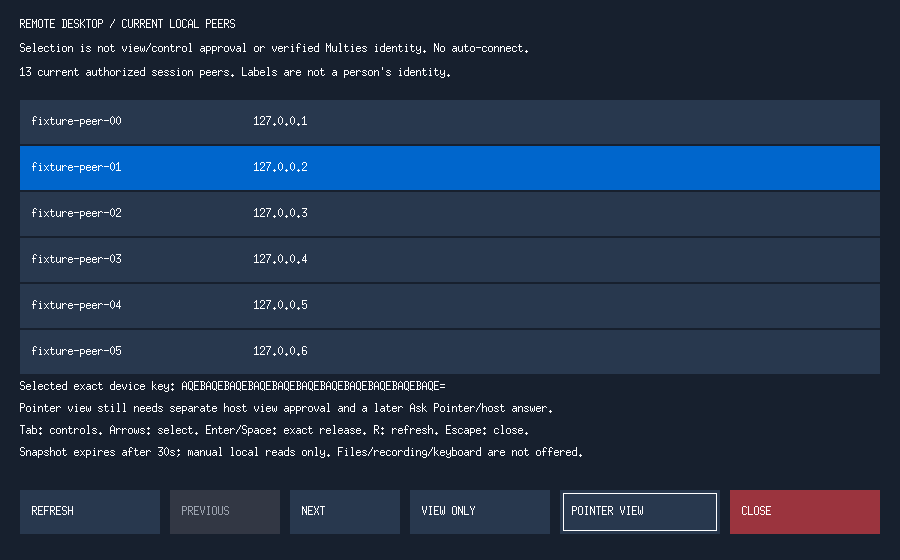 REMOTE DESKTOP / CURRENT LOCAL PEERS
Selection is not view/control approval or verified Multies identity. No auto-connect.
13 current authorized session peers. Labels are not a person's identity.
fixture-peer-00 127.0.0.1
fixture-peer-01 127.0.0.2
fixture-peer-02 127.0.0.3
fixture-peer-03 127.0.0.4
fixture-peer-04 127.0.0.5
fixture-peer-05 127.0.0.6
Selected exact device key: AQEBAQEBAQEBAQEBAQEBAQEBAQEBAQEBAQEBAQEBAQE=
Pointer view still needs separate host view approval and a later Ask Pointer/host answer.
Tab: controls. Arrows: select. Enter/Space: exact release. R: refresh. Escape: close.
Snapshot expires after 30s; manual local reads only. Files/recording/keyboard are not offered.
REFRESH PREVIOUS NEXT VIEW ONLY POINTER VIEW CLOSE